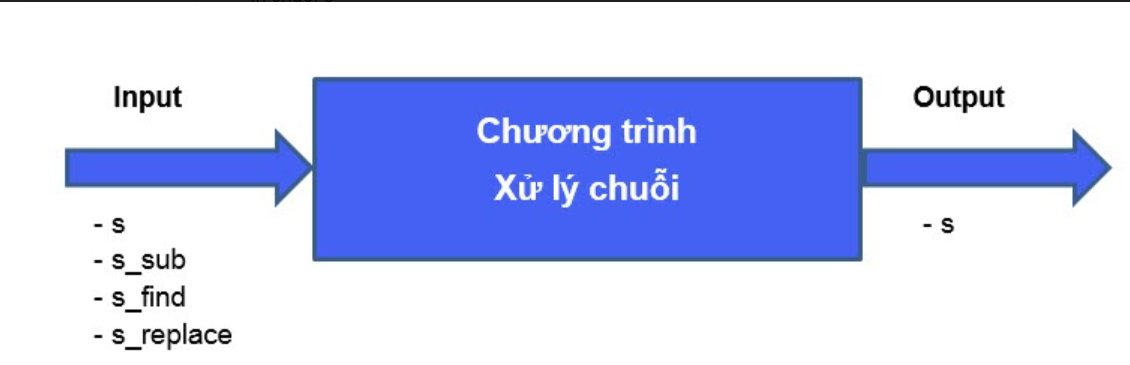 Input
Chương trình
Xử lý chuỗi
Output
- s
- s_sub
- s_find
- s_replace
- s